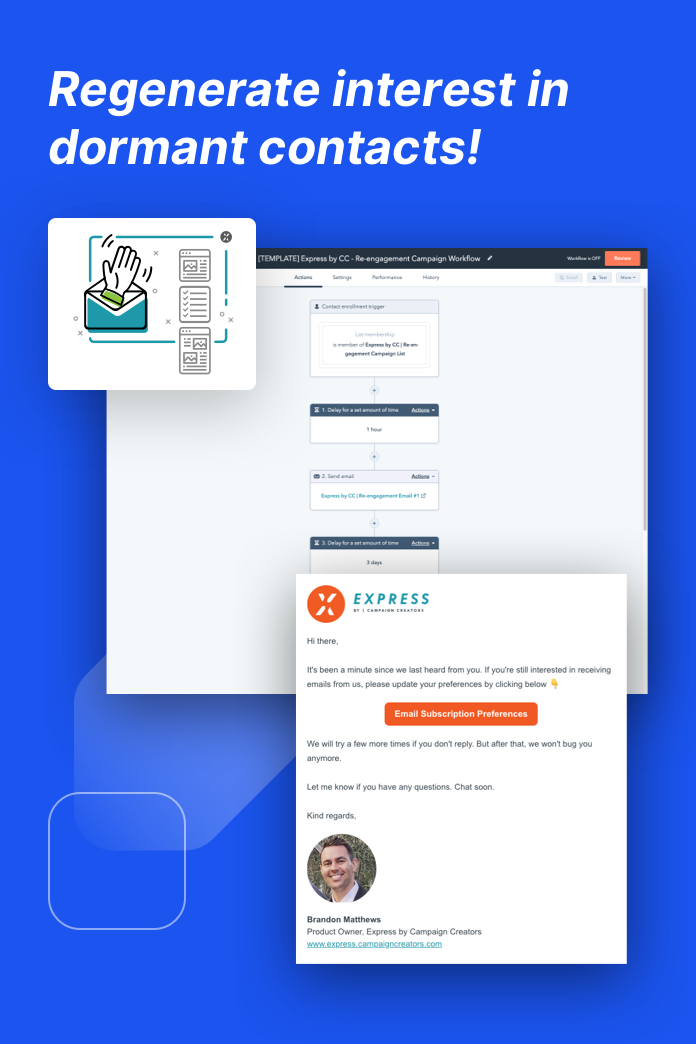 Regenerate interest in
dormant contacts!
[TEMPLATE] Express by CC - Re-engagement Campaign Workflow
Workflow is OFF
Review
Actions
Settings
Performance
History
Enroll
Test
More
Contact enrollment trigger
List membership
is member of Express by CC | Re-en-
gagement Campaign List
1. Delay for a set amount of time
Actions
1 hour
2. Send email
Actions
Express by CC | Re-engagement Email #1
3. Delay for a set amount of time
Actions
3 days
EXPRESS
BY | CAMPAIGN CREATORS
Hi there,
It's been a minute since we last heard from you. If you're still interested in receiving
emails from us, please update your preferences by clicking below 👇
Email Subscription Preferences
We will try a few more times if you don't reply. But after that, we won't bug you
anymore.
Let me know if you have any questions. Chat soon.
Kind regards,
Brandon Matthews
Product Owner, Express by Campaign Creators
www.express.campaigncreators.com